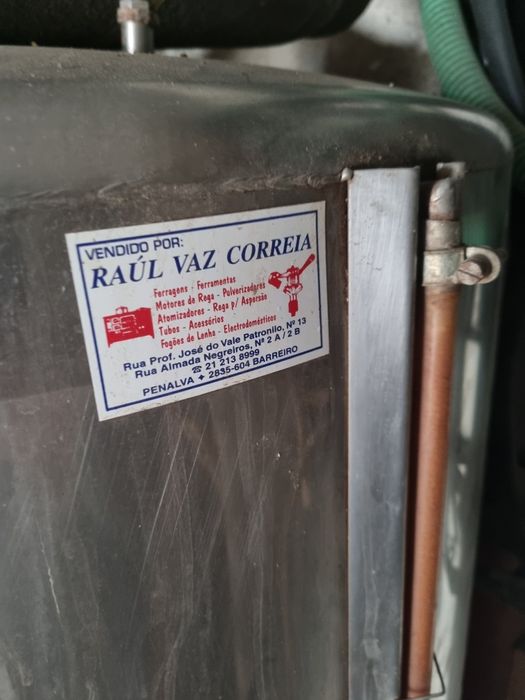 VENDIDO POR:
RAÚL VAZ CORREIA
Ferragens - Ferramentas
Motores de Rega - Pulverizadores
Atomizadores - Rega p/ Aspersão
Tubos - Acessórios
Fogões de Lenha - Electrodomésticos
Rua Prof. José do Vale Patronilo, Nº 13
Rua Almada Negreiros, Nº 2 A / 2 B
☎ 21 213 8999
PENALVA ✦ 2835-604 BARREIRO